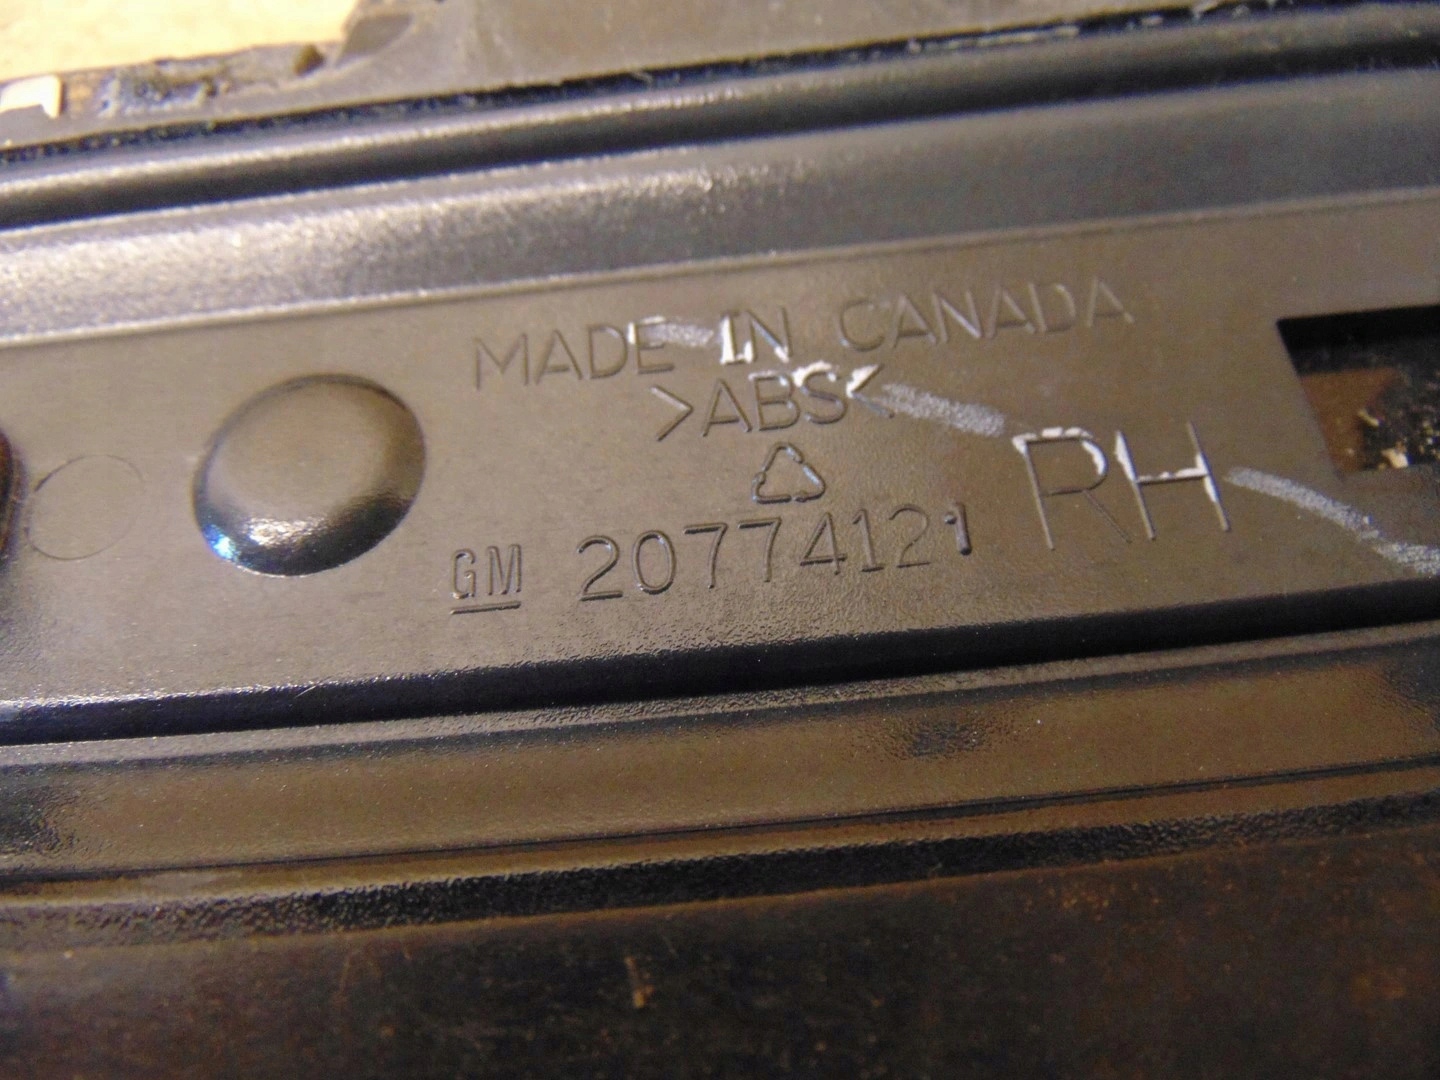 MADE IN CANADA
>ABS<
GM 20774121 RH